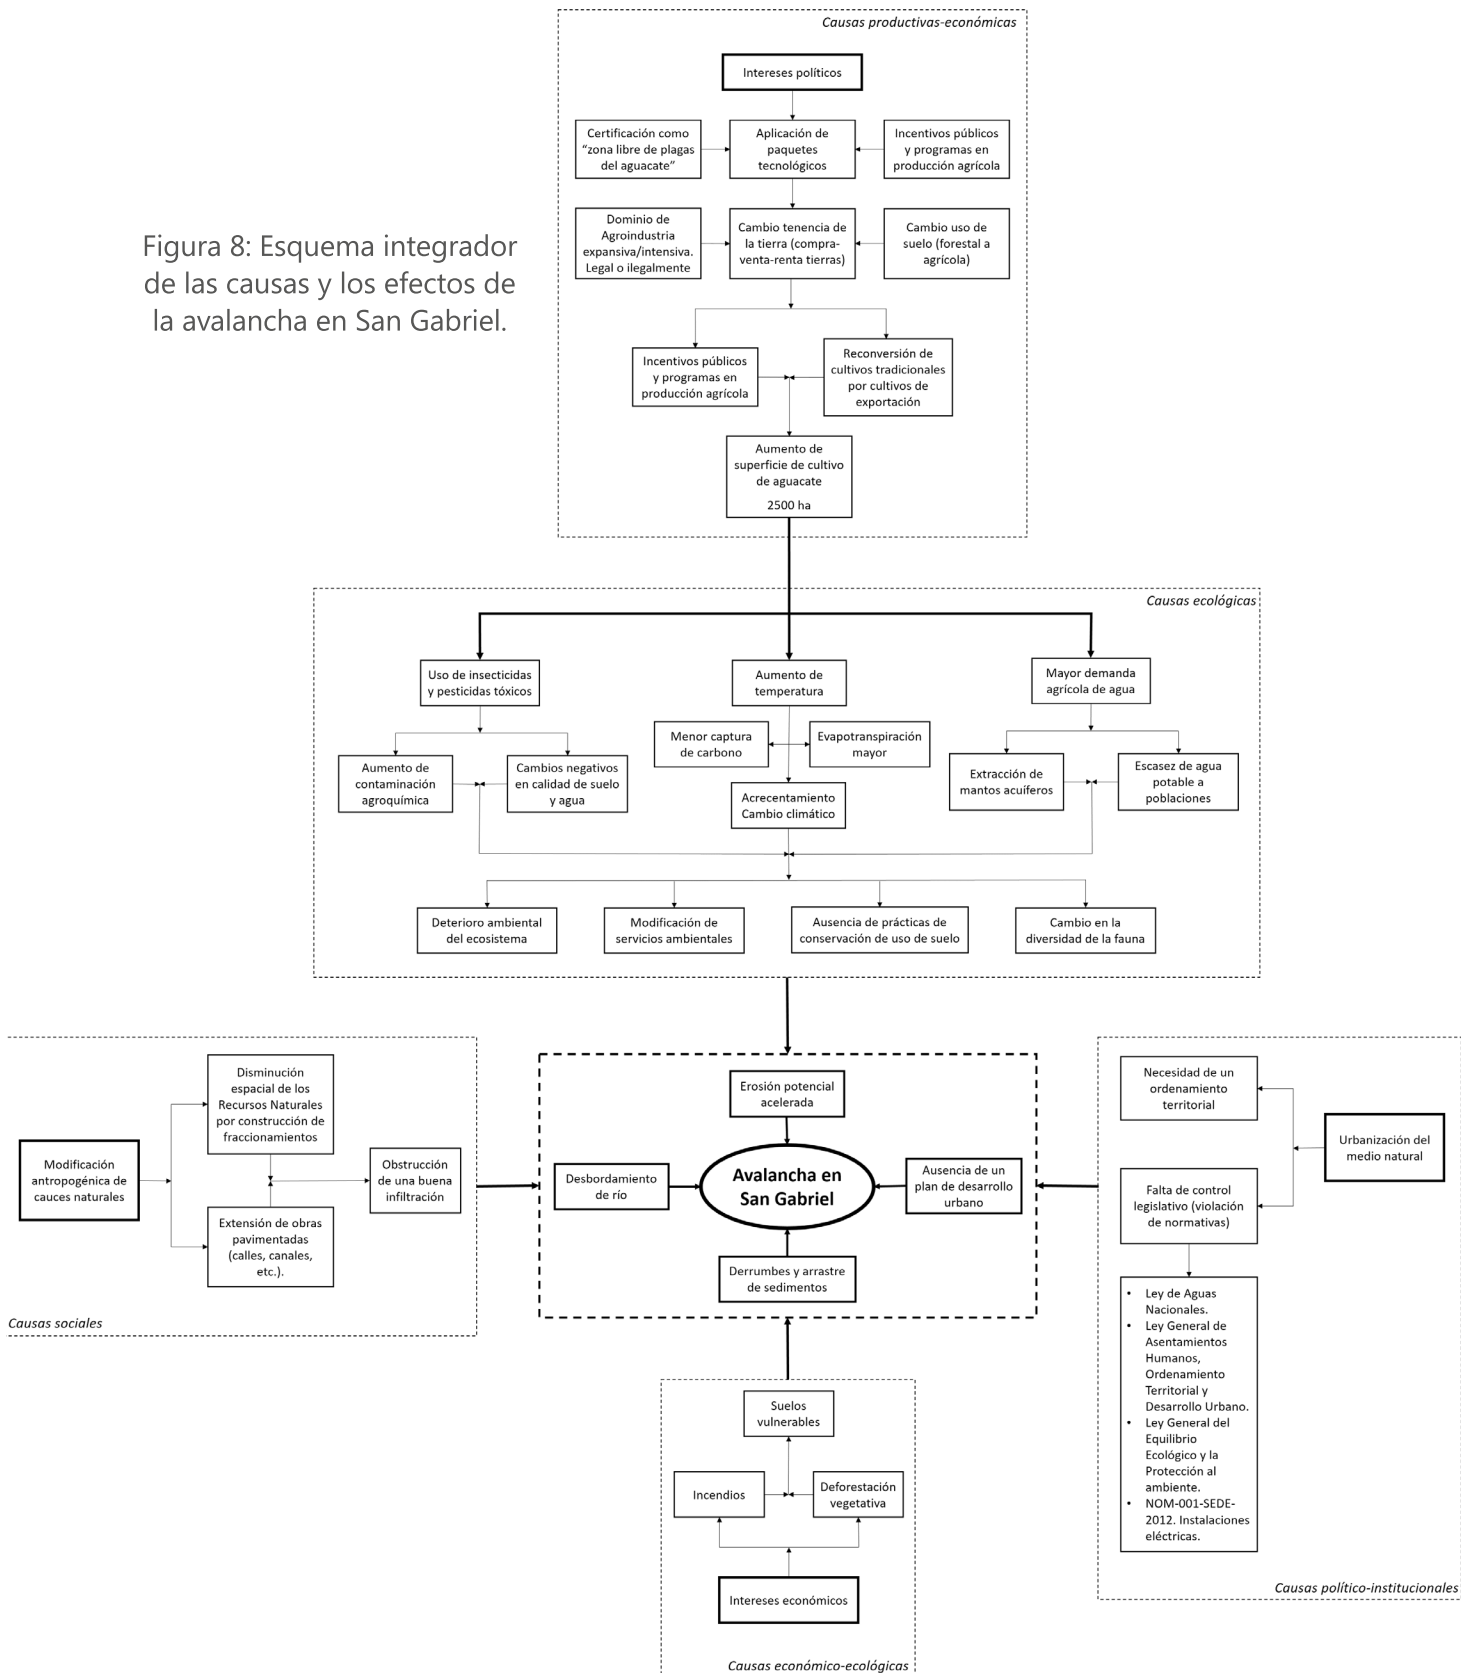 Causas productivas-económicas
Intereses políticos
Certificación como
“zona libre de plagas
del aguacate”
Aplicación de
paquetes
tecnológicos
Incentivos públicos
y programas en
producción agrícola
Dominio de
Agroindustria
expansiva/intensiva.
Legal o ilegalmente
Cambio tenencia de
la tierra (compra-
venta-renta tierras)
Cambio uso de
suelo (forestal a
agrícola)
Figura 8: Esquema integrador
de las causas y los efectos de
la avalancha en San Gabriel.
Incentivos públicos
y programas en
producción agrícola
Reconversión de
cultivos tradicionales
por cultivos de
exportación
Aumento de
superficie de cultivo
de aguacate
2500 ha
Causas ecológicas
Uso de insecticidas
y pesticidas tóxicos
Aumento de
temperatura
Mayor demanda
agrícola de agua
Menor captura
de carbono
Evapotranspiración
mayor
Aumento de
contaminación
agroquímica
Cambios negativos
en calidad de suelo
y agua
Acrecentamiento
Cambio climático
Extracción de
mantos acuíferos
Escasez de agua
potable a
poblaciones
Deterioro ambiental
del ecosistema
Modificación de
servicios ambientales
Ausencia de prácticas de
conservación de uso de suelo
Cambio en la
diversidad de la fauna
Modificación
antropogénica de
cauces naturales
Disminución
espacial de los
Recursos Naturales
por construcción de
fraccionamientos
Extensión de obras
pavimentadas
(calles, canales,
etc.).
Obstrucción
de una buena
infiltración
Causas sociales
Erosión potencial
acelerada
Desbordamiento
de río
Avalancha en
San Gabriel
Ausencia de un
plan de desarrollo
urbano
Derrumbes y arrastre
de sedimentos
Necesidad de un
ordenamiento
territorial
Urbanización del
medio natural
Falta de control
legislativo (violación
de normativas)
• Ley de Aguas
Nacionales.
• Ley General de
Asentamientos
Humanos,
Ordenamiento
Territorial y
Desarrollo Urbano.
• Ley General del
Equilibrio
Ecológico y la
Protección al
ambiente.
• NOM-001-SEDE-
2012. Instalaciones
eléctricas.
Causas político-institucionales
Suelos
vulnerables
Incendios
Deforestación
vegetativa
Intereses económicos
Causas económico-ecológicas